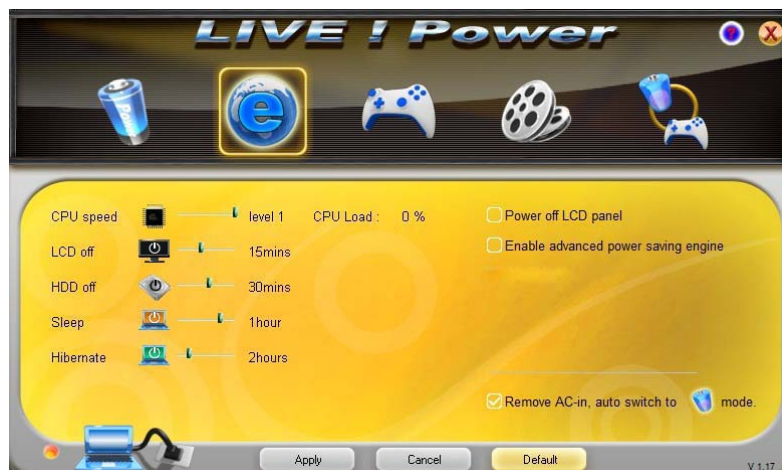 LIVE ! Power
Power
e
CPU speed level 1 CPU Load : 0 % Power off LCD panel
LCD off 15mins Enable advanced power saving engine
HDD off 30mins
Sleep 1hour
Hibernate 2hours
Remove AC-in, auto switch to mode.
Apply Cancel Default
V 1.17